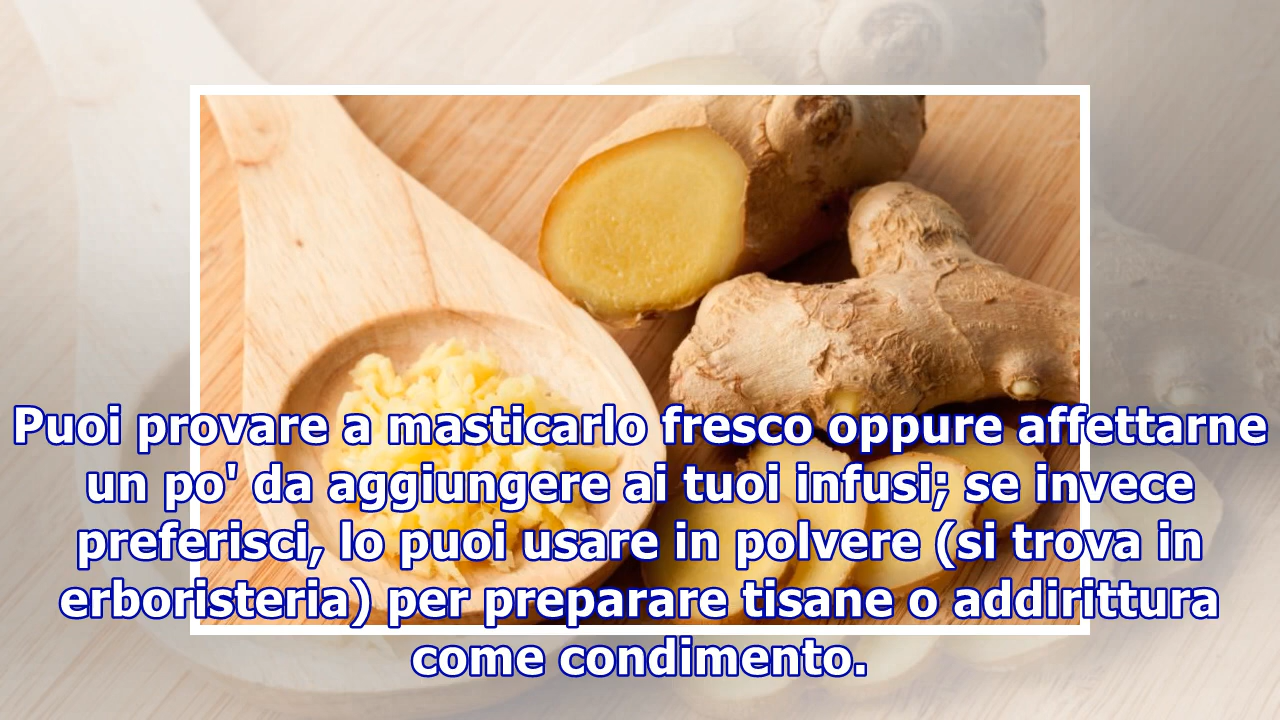 Puoi provare a masticarlo fresco oppure affettarne
un po' da aggiungere ai tuoi infusi; se invece
preferisci, lo puoi usare in polvere (si trova in
erboristeria) per preparare tisane o addirittura
come condimento.